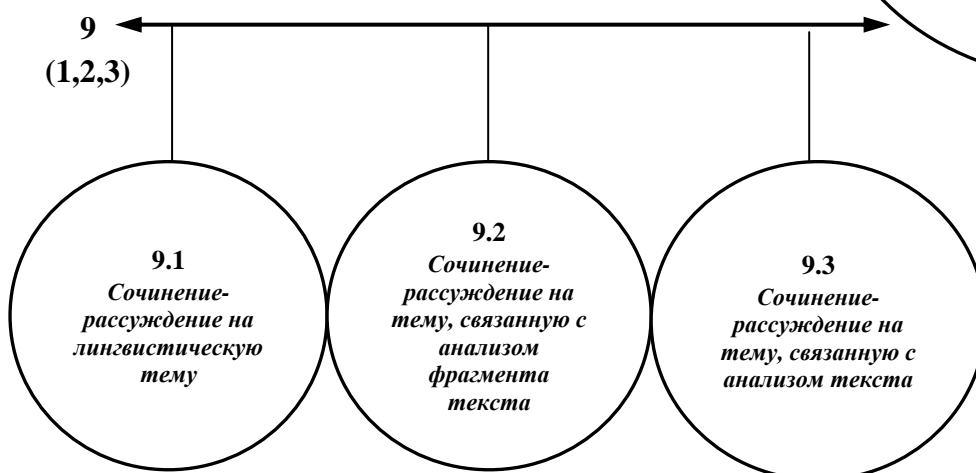 9
(1,2,3)
9.1
Сочинение-
рассуждение на
лингвистическую
тему
9.2
Сочинение-
рассуждение на
тему, связанную с
анализом
фрагмента
текста
9.3
Сочинение-
рассуждение на
тему, связанную с
анализом текста